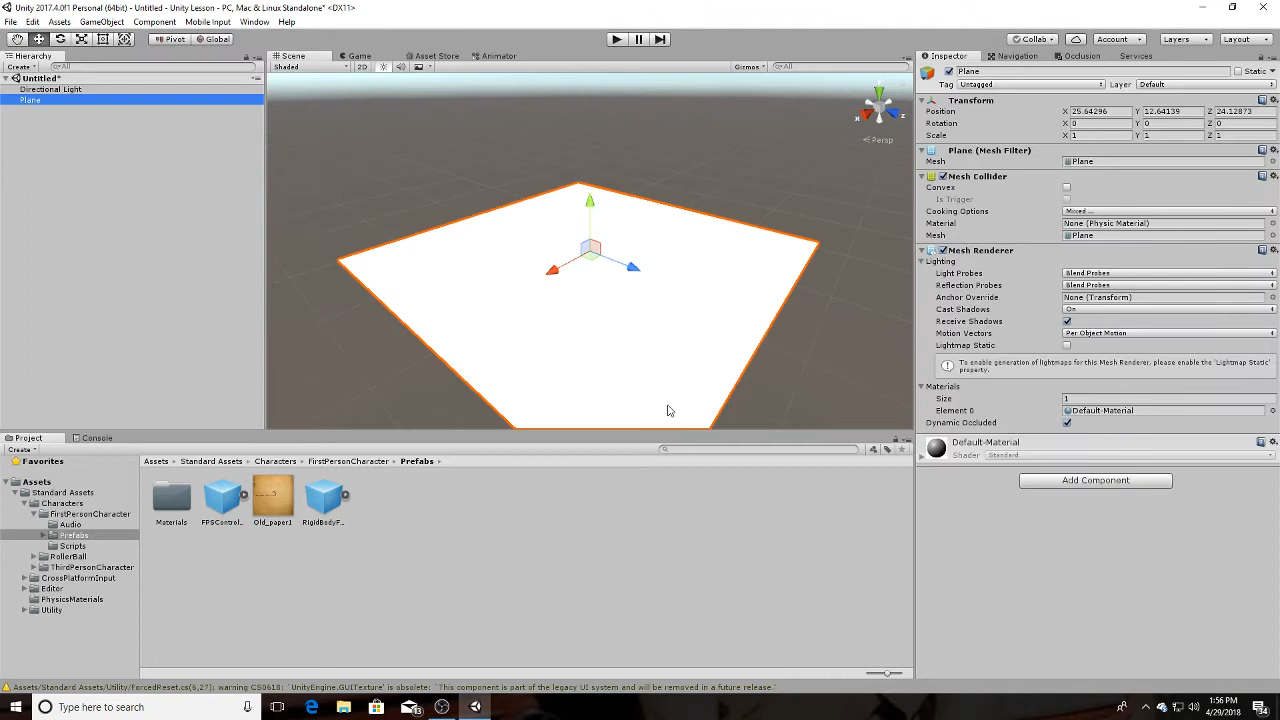 Unity 2017.4.0f1 Personal (64bit) - Untitled - Unity Lesson - PC, Mac & Linux Standalone* <DX11>
File Edit Assets GameObject Component Mobile Input Window Help
Pivot Global Collab Account Layers Layout
Hierarchy
Create All
Untitled*
Directional Light
Plane
Scene Game Asset Store Animator
Shaded 2D Gizmos All
y
x z
Persp
Inspector Navigation Occlusion Services
Plane Static
Tag Untagged Layer Default
Transform
Position X 25.64296 Y 12.64139 Z 24.12873
Rotation X 0 Y 0 Z 0
Scale X 1 Y 1 Z 1
Plane (Mesh Filter)
Mesh Plane
Mesh Collider
Convex
Is Trigger
Cooking Options Mixed ...
Material None (Physic Material)
Mesh Plane
Mesh Renderer
Lighting
Light Probes Blend Probes
Reflection Probes Blend Probes
Anchor Override None (Transform)
Cast Shadows On
Receive Shadows
Motion Vectors Per Object Motion
Lightmap Static
To enable generation of lightmaps for this Mesh Renderer, please enable the 'Lightmap Static' property.
Materials
Size 1
Element 0 Default-Material
Dynamic Occluded
Default-Material
Shader Standard
Add Component
Project Console
Create
Favorites
Assets
Standard Assets
Characters
FirstPersonCharacter
Audio
Prefabs
Scripts
RollerBall
ThirdPersonCharacter
CrossPlatformInput
Editor
PhysicsMaterials
Utility
Assets Standard Assets Characters FirstPersonCharacter Prefabs
Materials FPSControl... Old_paper1 RigidBodyF...
Assets/Standard Assets/Utility/ForcedReset.cs(6,27): warning CS0618: `UnityEngine.GUITexture' is obsolete: `This component is part of the legacy UI system and will be removed in a future release.'
Type here to search
13
1:56 PM
4/29/2018
24